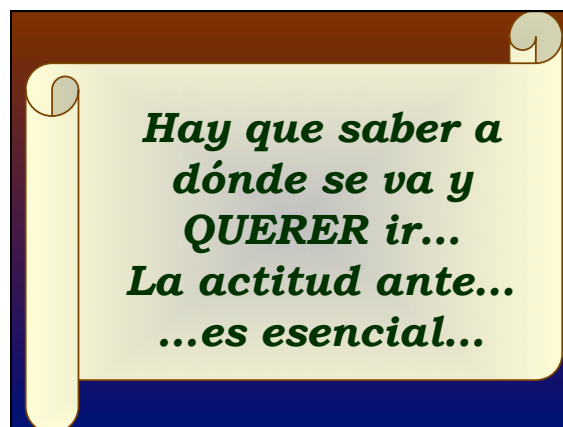 Hay que saber a
dónde se va y
QUERER ir...
La actitud ante...
...es esencial...